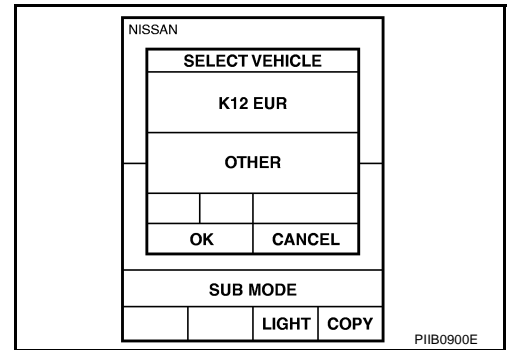 NISSAN
SELECT VEHICLE
K12 EUR
OTHER
OK CANCEL
SUB MODE
LIGHT COPY
PIIB0900E